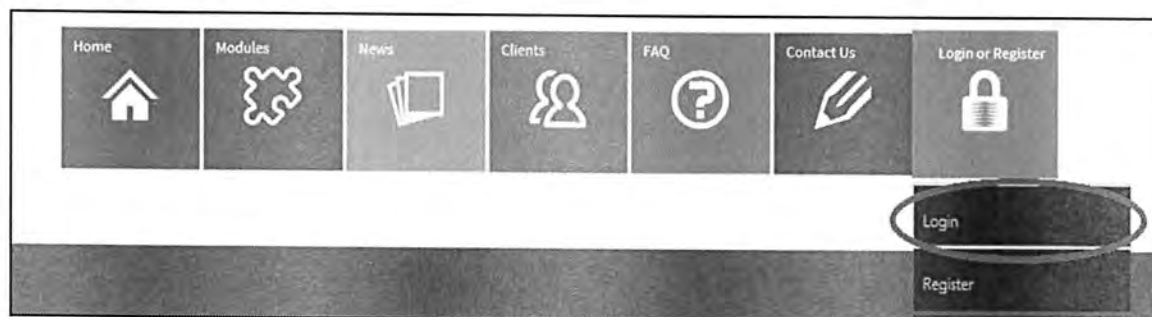 Home
Modules
News
Clients
FAQ
Contact Us
Login or Register
Login
Register